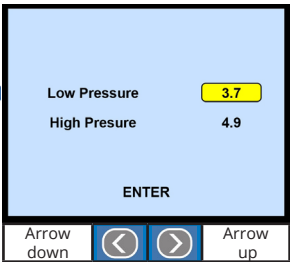 Low Pressure 3.7
High Presure 4.9
ENTER
Arrow down
Arrow up